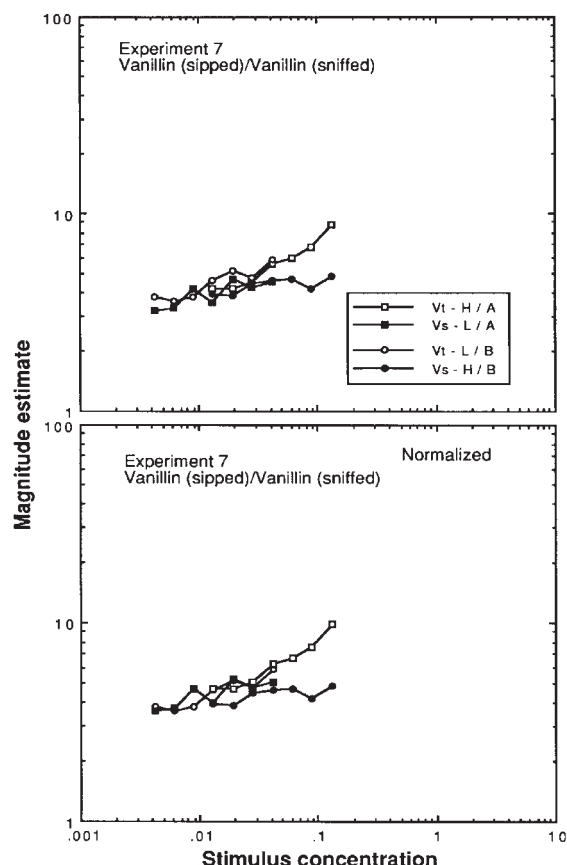 100
Experiment 7
Vanillin (sipped)/Vanillin (sniffed)
10
Vt - H / A
Vs - L / A
Vt - L / B
Vs - H / B
1
Magnitude estimate
100
Normalized
Experiment 7
Vanillin (sipped)/Vanillin (sniffed)
10
1
.001
.01
.1
1
10
Stimulus concentration